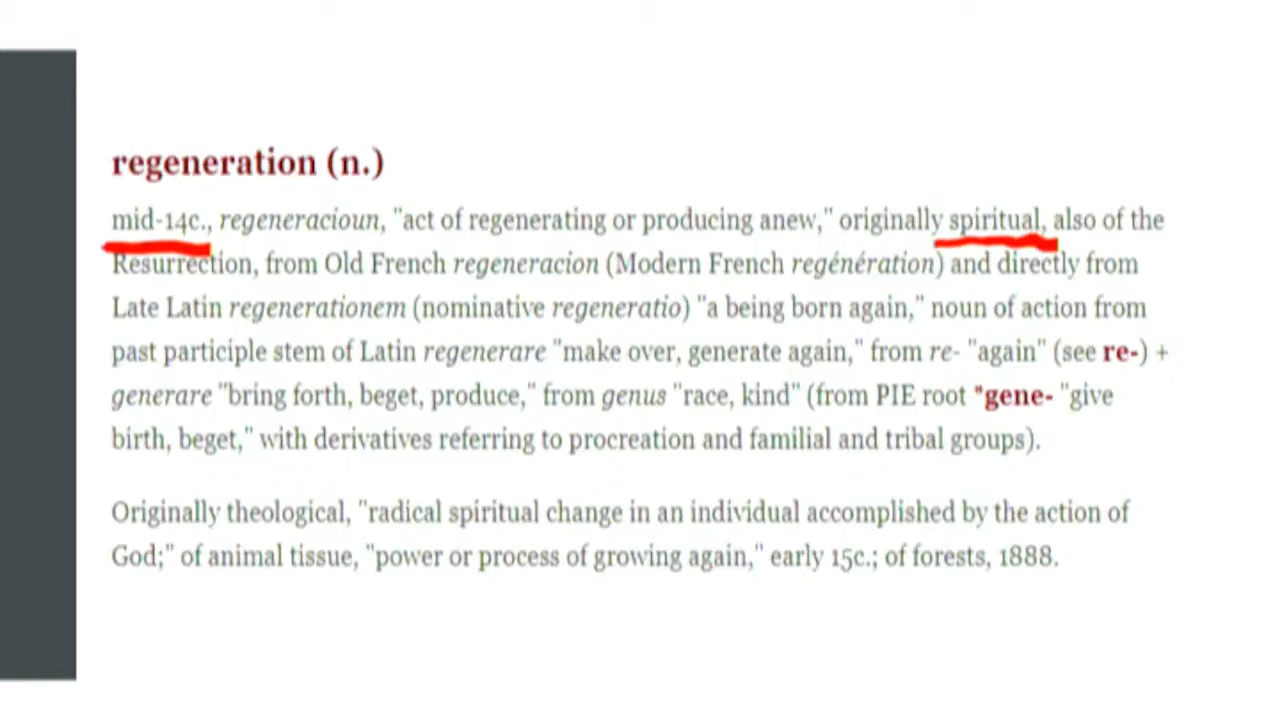 regeneration (n.)
mid-14c., regeneracioun, "act of regenerating or producing anew," originally spiritual, also of the
Resurrection, from Old French regeneracion (Modern French regénération) and directly from
Late Latin regenerationem (nominative regeneratio) "a being born again," noun of action from
past participle stem of Latin regenerare "make over, generate again," from re- "again" (see re-) +
generare "bring forth, beget, produce," from genus "race, kind" (from PIE root *gene- "give
birth, beget," with derivatives referring to procreation and familial and tribal groups).
Originally theological, "radical spiritual change in an individual accomplished by the action of
God;" of animal tissue, "power or process of growing again," early 15c.; of forests, 1888.